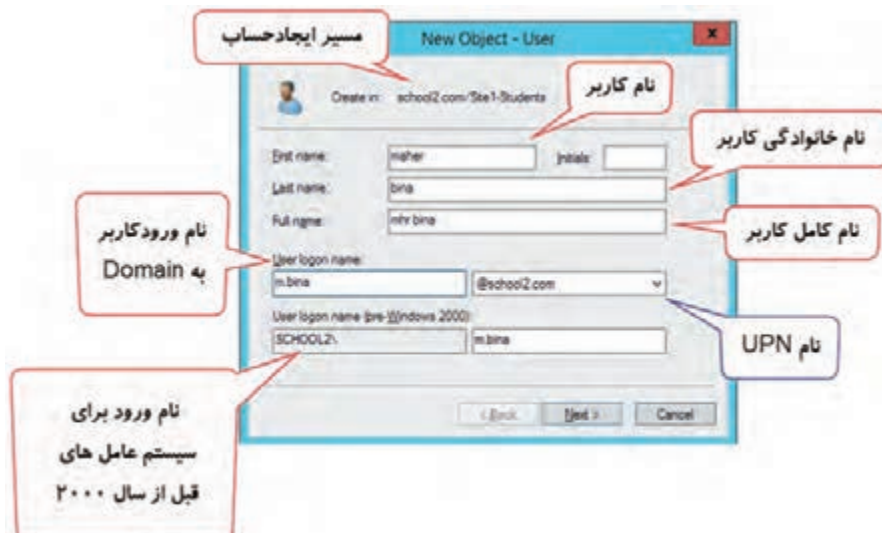 مسیر ایجادحساب
New Object - User
x
Create in: school2.com/Site1-Students
نام کاربر
First name: maher Initials:
نام خانوادگی کاربر
Last name: bina
Full name: mhr bina
نام کامل کاربر
نام ورودکاربر
به Domain
User logon name:
m.bina @school2.com
User logon name (pre-Windows 2000):
SCHOOL2\ m.bina
نام UPN
نام ورود برای
سیستم عامل های
قبل از سال ۲۰۰۰
< Back Next > Cancel